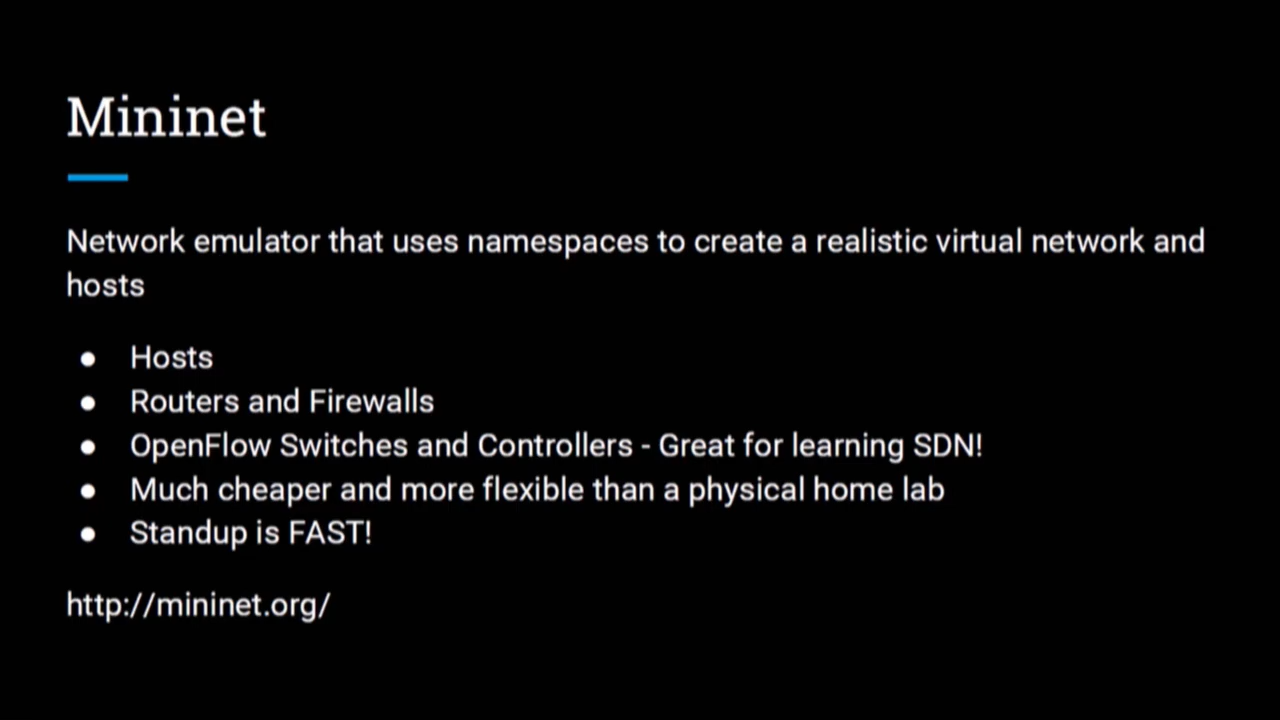 Mininet
Network emulator that uses namespaces to create a realistic virtual network and
hosts
● Hosts
● Routers and Firewalls
● OpenFlow Switches and Controllers - Great for learning SDN!
● Much cheaper and more flexible than a physical home lab
● Standup is FAST!
http://mininet.org/